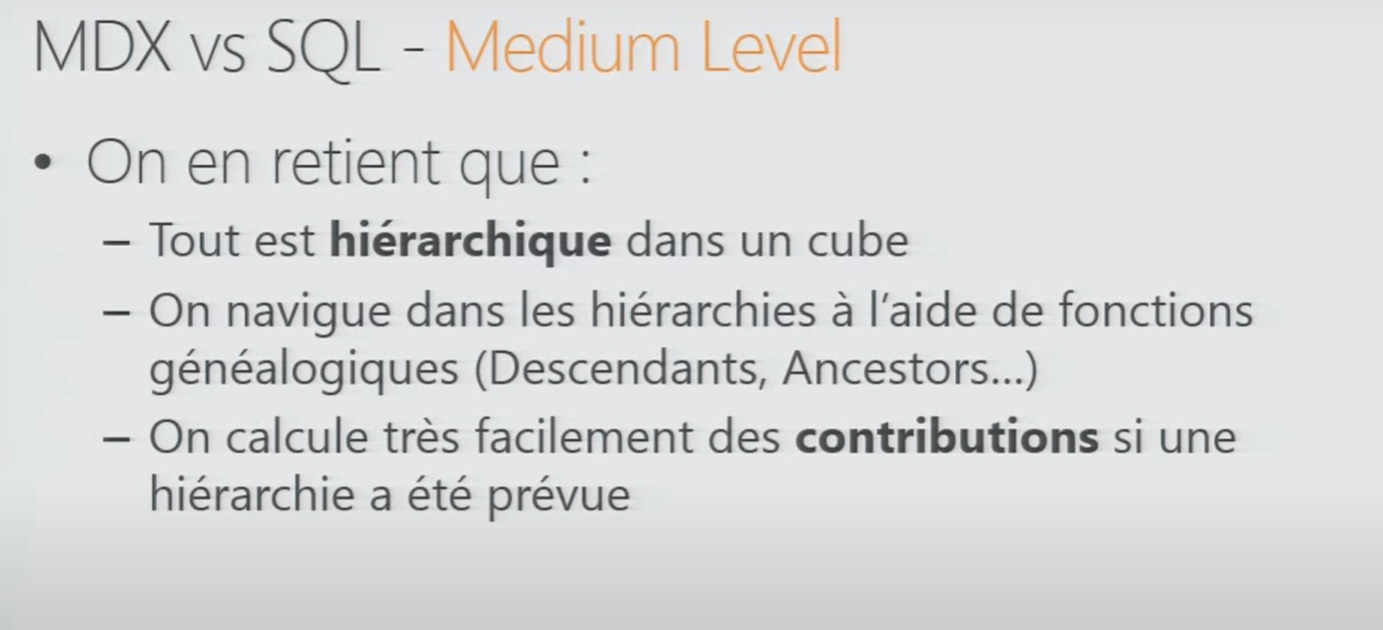 MDX vs SQL - Medium Level
• On en retient que :
– Tout est hiérarchique dans un cube
– On navigue dans les hiérarchies à l’aide de fonctions
généalogiques (Descendants, Ancestors…)
– On calcule très facilement des contributions si une
hiérarchie a été prévue